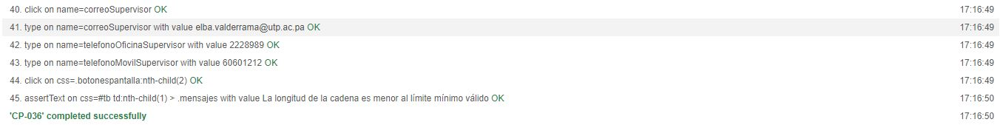 40. click on name=correoSupervisor OK 17:16:49
41. type on name=correoSupervisor with value elba.valderrama@utp.ac.pa OK 17:16:49
42. type on name=telefonoOficinaSupervisor with value 2228989 OK 17:16:49
43. type on name=telefonoMovilSupervisor with value 60601212 OK 17:16:49
44. click on css=.botonespantalla:nth-child(2) OK 17:16:49
45. assertText on css=#tb td:nth-child(1) > .mensajes with value La longitud de la cadena es menor al límite mínimo válido OK 17:16:50
'CP-036' completed successfully 17:16:50